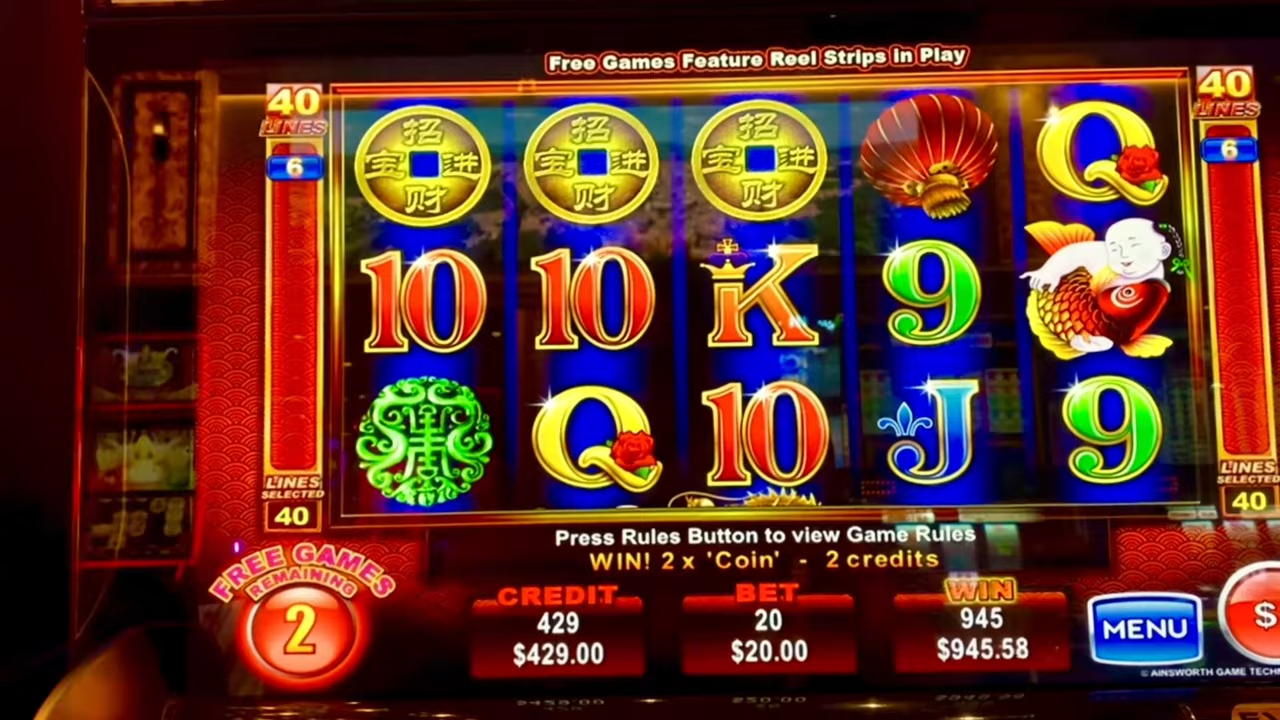 Free Games Feature Reel Strips in Play
40
LINES
6
40
LINES
6
招
宝 进
财
招
宝 进
财
招
宝 进
财
Q
10 10 K 9
Q 10 J 9
LINES
SELECTED
40
LINES
SELECTED
40
Press Rules Button to view Game Rules
WIN! 2 x 'Coin' - 2 credits
FREE GAMES
REMAINING
2
CREDIT
429
$429.00
BET
20
$20.00
WIN
945
$945.58
MENU
$
© AINSWORTH GAME TECHN